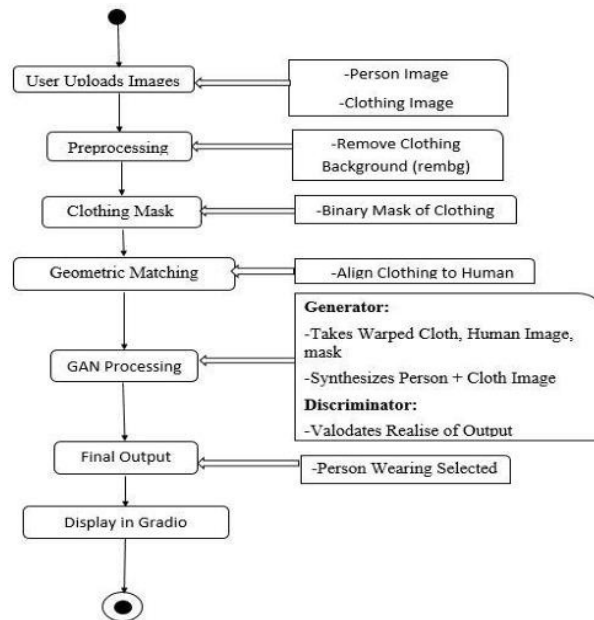 User Uploads Images
-Person Image
-Clothing Image
Preprocessing
-Remove Clothing
Background (rembg)
Clothing Mask
-Binary Mask of Clothing
Geometric Matching
-Align Clothing to Human
Generator:
-Takes Warped Cloth, Human Image,
mask
-Synthesizes Person + Cloth Image
Discriminator:
-Valodates Realise of Output
GAN Processing
Final Output
-Person Wearing Selected
Display in Gradio